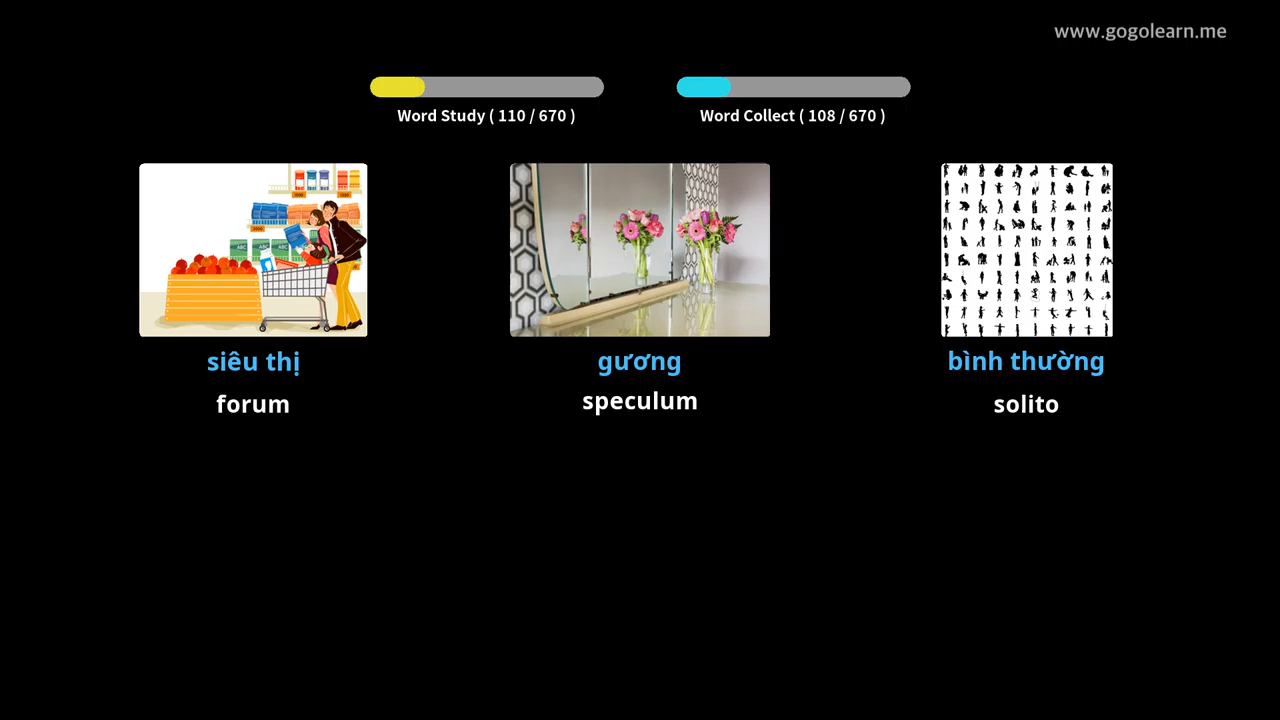 www.gogolearn.me
Word Study ( 110 / 670 )
Word Collect ( 108 / 670 )
siêu thị
gương
bình thường
forum
speculum
solito